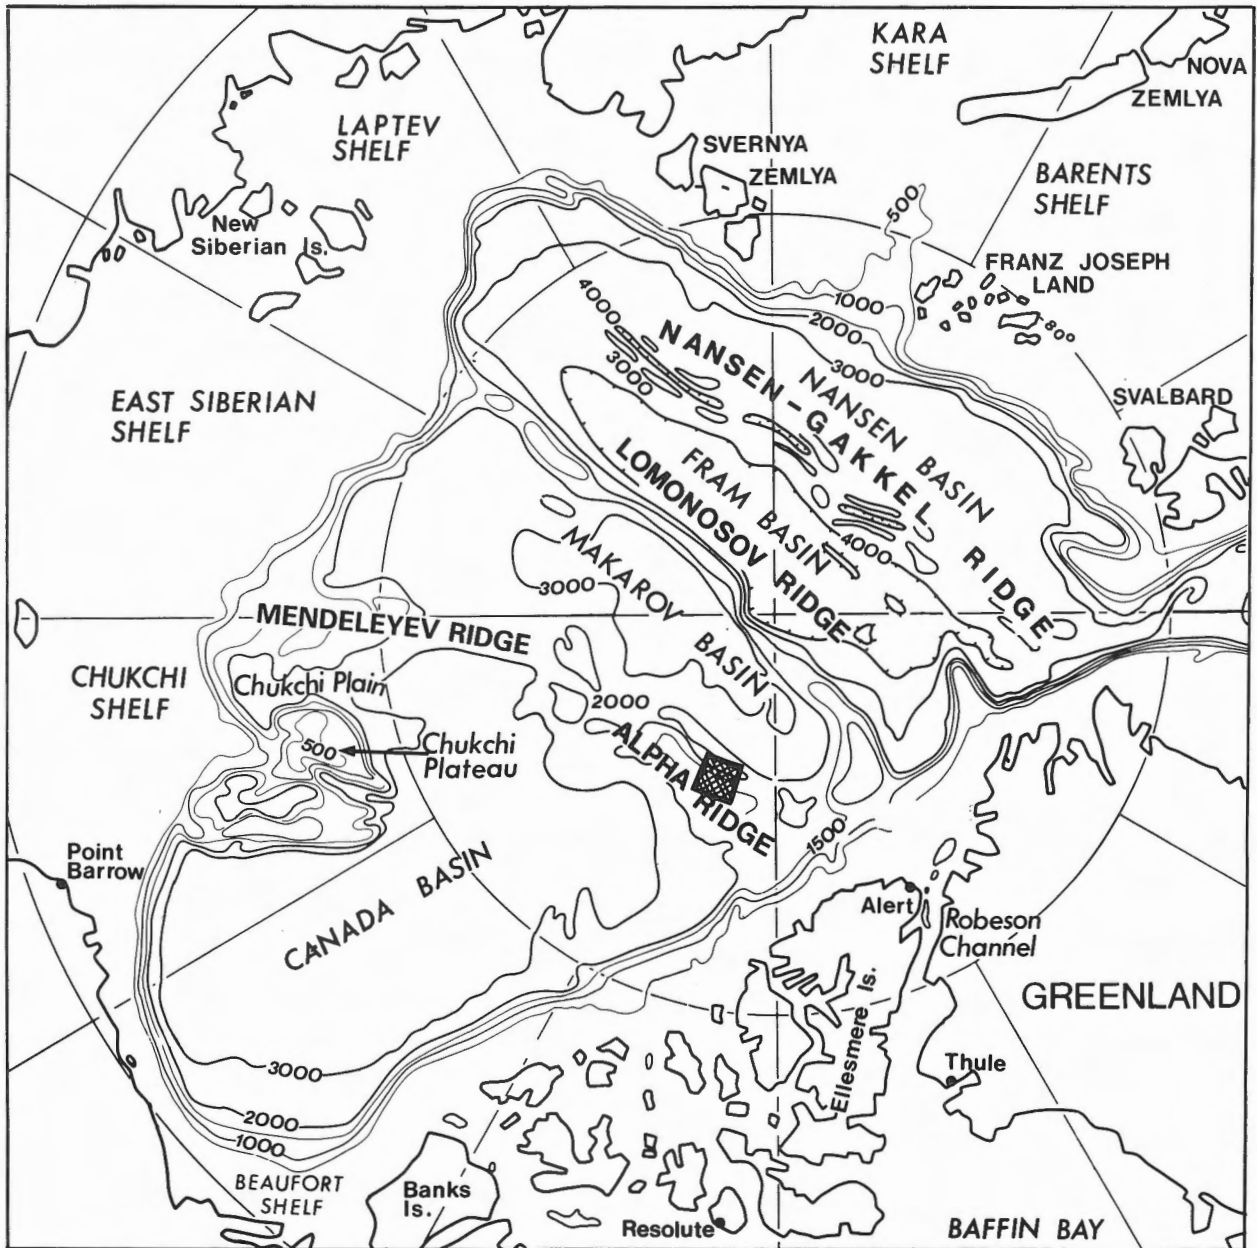 KARA
SHELF
NOVA
ZEMLYA
LAPTEV
SHELF
SVERNYA
ZEMLYA
BARENTS
SHELF
500
New
Siberian Is.
FRANZ JOSEPH
LAND
80°
1000
2000
3000
4000
3000
NANSEN-GAKKEL RIDGE
NANSEN BASIN
SVALBARD
EAST SIBERIAN
SHELF
FRAM BASIN
LOMONOSOV RIDGE
4000
MAKAROV BASIN
3000
MENDELEYEV RIDGE
CHUKCHI
SHELF
Chukchi Plain
2000
500
Chukchi
Plateau
ALPHA RIDGE
1500
Point
Barrow
CANADA BASIN
Alert
Robeson
Channel
GREENLAND
Ellesmere Is.
Thule
3000
2000
1000
BEAUFORT
SHELF
Banks
Is.
Resolute
BAFFIN BAY